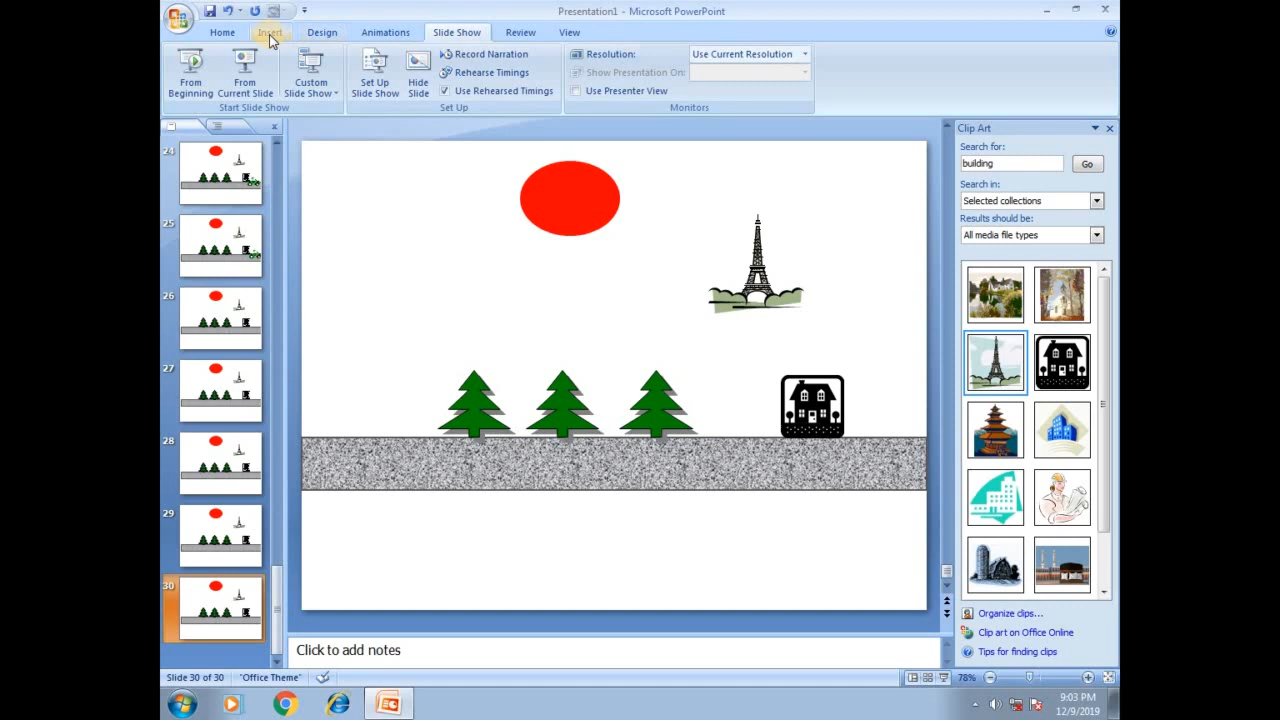 Presentation1 - Microsoft PowerPoint
Home Insert Design Animations Slide Show Review View
From Beginning
From Current Slide
Custom Slide Show
Start Slide Show
Set Up Slide Show
Hide Slide
Record Narration
Rehearse Timings
Use Rehearsed Timings
Set Up
Resolution: Use Current Resolution
Show Presentation On:
Use Presenter View
Monitors
24
25
26
27
28
29
30
Click to add notes
Clip Art
Search for:
building
Go
Search in:
Selected collections
Results should be:
All media file types
Organize clips...
Clip art on Office Online
Tips for finding clips
Slide 30 of 30 "Office Theme" 78%
9:03 PM
12/9/2019